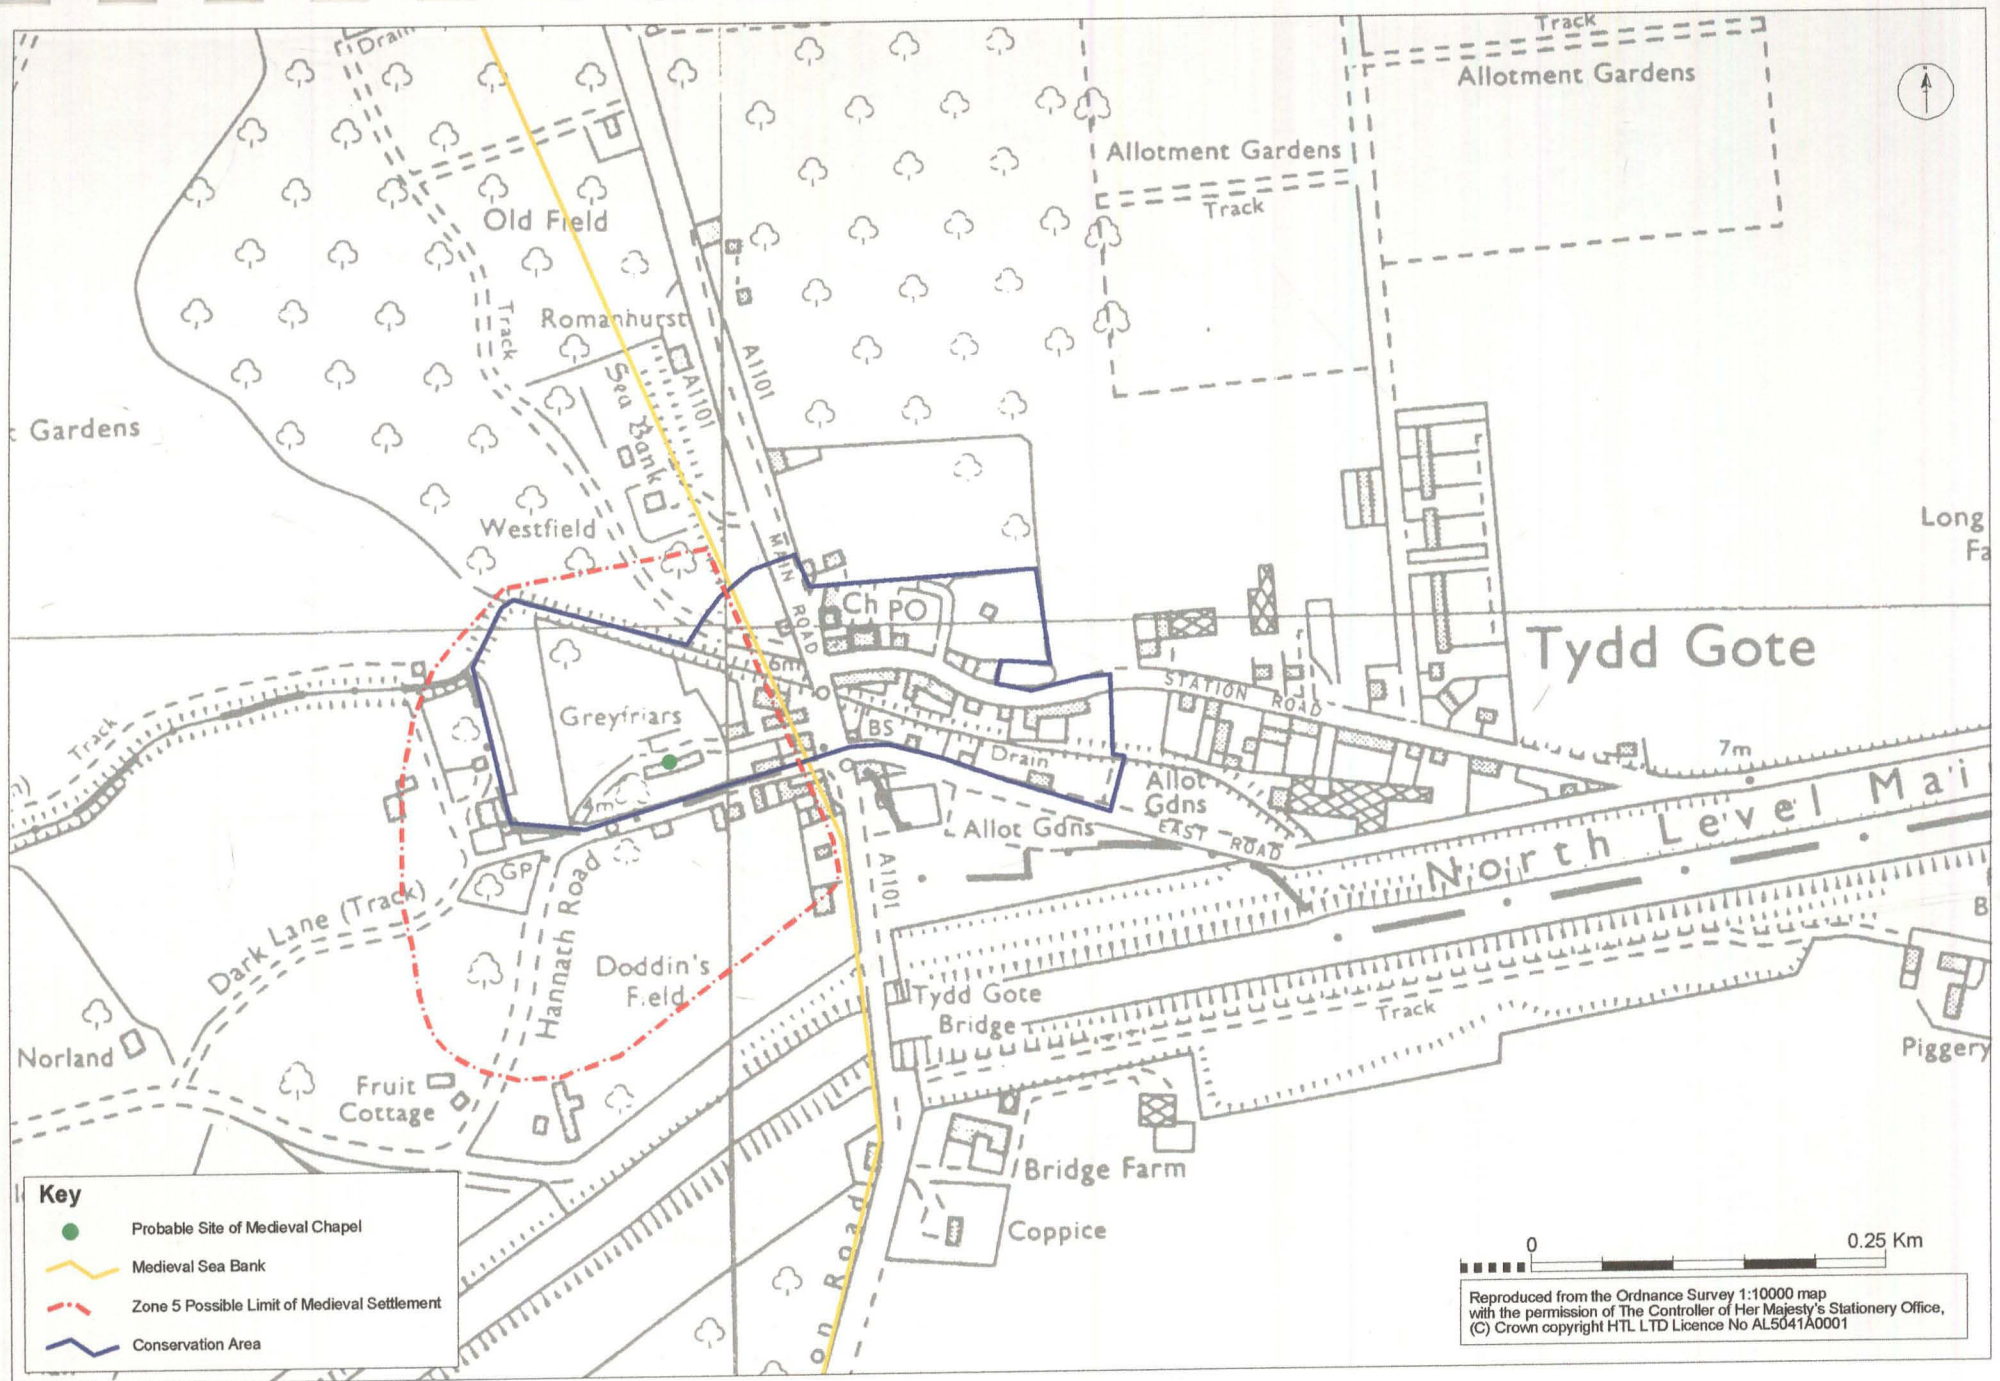 Drain
Track
Allotment Gardens
Allotment Gardens
Track
Old Field
Track
Romanhurst
A1101
A1101
Sea Bank
Gardens
Westfield
Long
Fa
MAIN ROAD
Ch PO
Tydd Gote
6m
STATION ROAD
Greyfriars
BS
Drain
Track
7m
Allot
Gdns
4m
Allot Gdns
EAST ROAD
North Level Mai
GP
A1101
Dark Lane (Track)
Hannath Road
B
Doddin's
F.eld
Tydd Gote
Bridge
Track
Norland
Piggery
Fruit
Cottage
Bridge Farm
Coppice
on Road
Key
Probable Site of Medieval Chapel
Medieval Sea Bank
Zone 5 Possible Limit of Medieval Settlement
Conservation Area
0 0.25 Km
Reproduced from the Ordnance Survey 1:10000 map
with the permission of The Controller of Her Majesty's Stationery Office,
(C) Crown copyright HTL LTD Licence No AL5041A0001